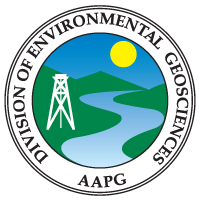 DIVISION OF ENVIRONMENTAL GEOSCIENCES
AAPG